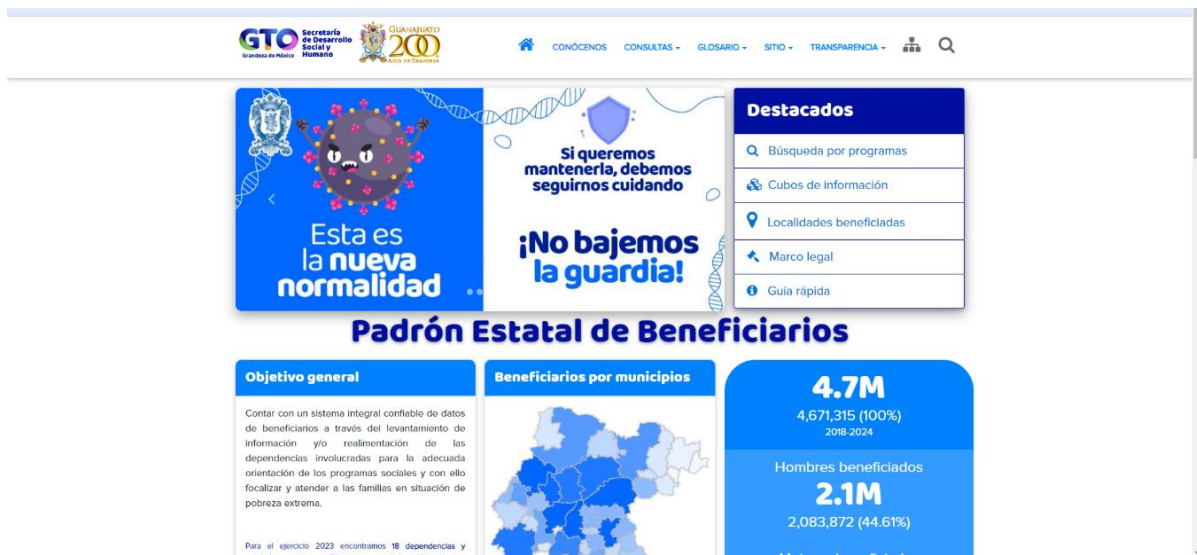 GTO
Grandeza de México
Secretaría
de Desarrollo
Social y
Humano
GUANAJUATO
200
AÑOS DE GRANDEZA
CONÓCENOS CONSULTAS GLOSARIO SITIO TRANSPARENCIA
Esta es
la nueva
normalidad
Si queremos
mantenerla, debemos
seguirnos cuidando
¡No bajemos
la guardia!
Destacados
Búsqueda por programas
Cubos de información
Localidades beneficiadas
Marco legal
Guía rápida
Padrón Estatal de Beneficiarios
Objetivo general
Contar con un sistema integral confiable de datos
de beneficiarios a través del levantamiento de
información y/o realimentación de las
dependencias involucradas para la adecuada
orientación de los programas sociales y con ello
focalizar y atender a las familias en situación de
pobreza extrema.
Para el ejercicio 2023 encontramos 18 dependencias y
Beneficiarios por municipios
4.7M
4,671,315 (100%)
2018-2024
Hombres beneficiados
2.1M
2,083,872 (44.61%)